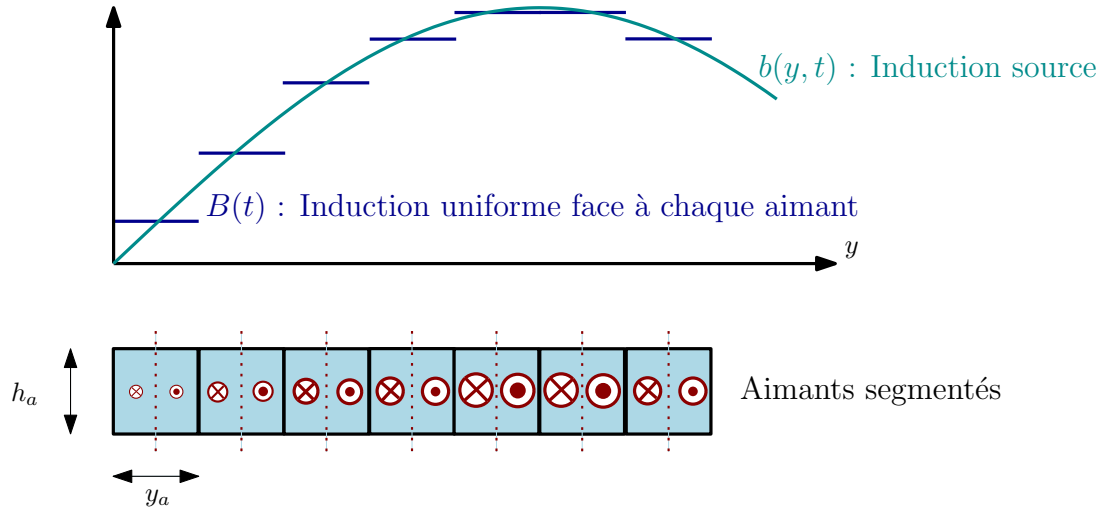 b(y, t) : Induction source
B(t) : Induction uniforme face à chaque aimant
y
h_a
Aimants segmentés
y_a